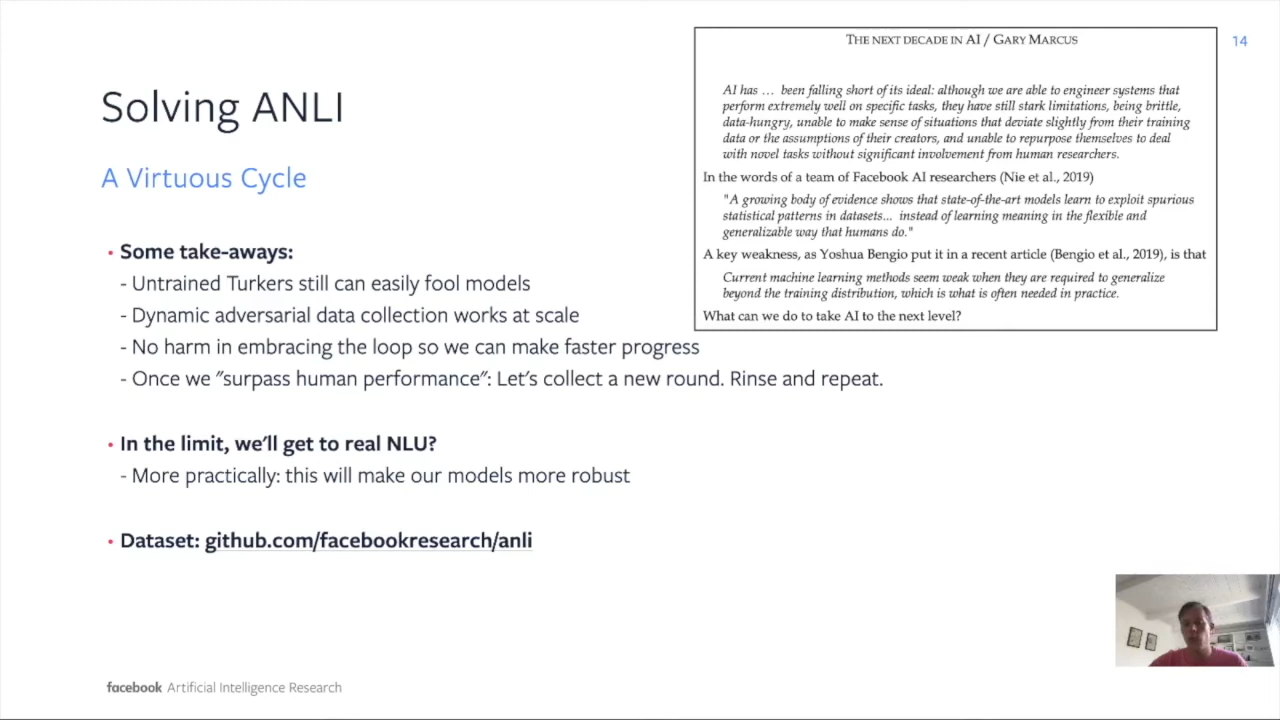 THE NEXT DECADE IN AI / GARY MARCUS
14
AI has … been falling short of its ideal: although we are able to engineer systems that
perform extremely well on specific tasks, they have still stark limitations, being brittle,
data-hungry, unable to make sense of situations that deviate slightly from their training
data or the assumptions of their creators, and unable to repurpose themselves to deal
with novel tasks without significant involvement from human researchers.
In the words of a team of Facebook AI researchers (Nie et al., 2019)
"A growing body of evidence shows that state-of-the-art models learn to exploit spurious
statistical patterns in datasets... instead of learning meaning in the flexible and
generalizable way that humans do."
A key weakness, as Yoshua Bengio put it in a recent article (Bengio et al., 2019), is that
Current machine learning methods seem weak when they are required to generalize
beyond the training distribution, which is what is often needed in practice.
What can we do to take AI to the next level?
Solving ANLI
A Virtuous Cycle
• Some take-aways:
- Untrained Turkers still can easily fool models
- Dynamic adversarial data collection works at scale
- No harm in embracing the loop so we can make faster progress
- Once we "surpass human performance": Let's collect a new round. Rinse and repeat.
• In the limit, we'll get to real NLU?
- More practically: this will make our models more robust
• Dataset: github.com/facebookresearch/anli
facebook Artificial Intelligence Research